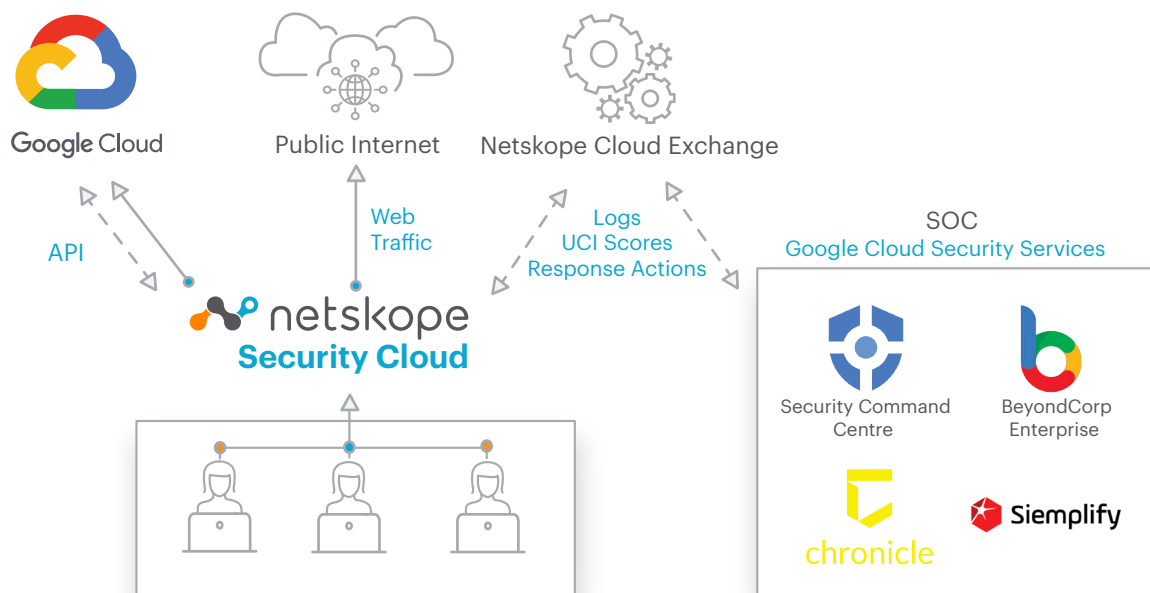 Google Cloud
Public Internet
Netskope Cloud Exchange
API
Web
Traffic
Logs
UCI Scores
Response Actions
SOC
Google Cloud Security Services
netskope
Security Cloud
Security Command
Centre
BeyondCorp
Enterprise
chronicle
Siemplify